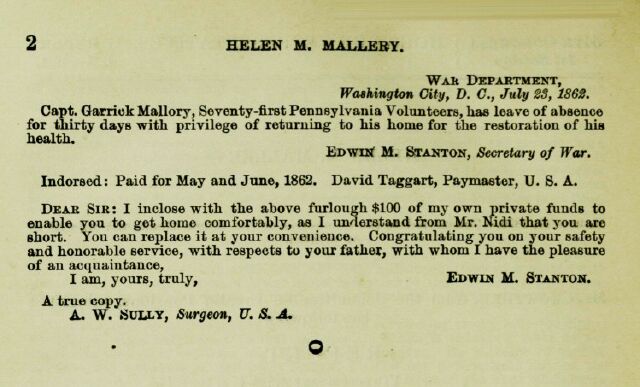 2 HELEN M. MALLERY.
WAR DEPARTMENT,
Washington City, D. C., July 23, 1862.
Capt. Garrick Mallory, Seventy-first Pennsylvania Volunteers, has leave of absence
for thirty days with privilege of returning to his home for the restoration of his
health.
EDWIN M. STANTON, Secretary of War.
Indorsed: Paid for May and June, 1862. David Taggart, Paymaster, U. S. A.
DEAR SIR: I inclose with the above furlough $100 of my own private funds to
enable you to get home comfortably, as I understand from Mr. Nidi that you are
short. You can replace it at your convenience. Congratulating you on your safety
and honorable service, with respects to your father, with whom I have the pleasure
of an acquaintance,
I am, yours, truly, EDWIN M. STANTON.
A true copy.
A. W. SULLY, Surgeon, U. S. A.
O